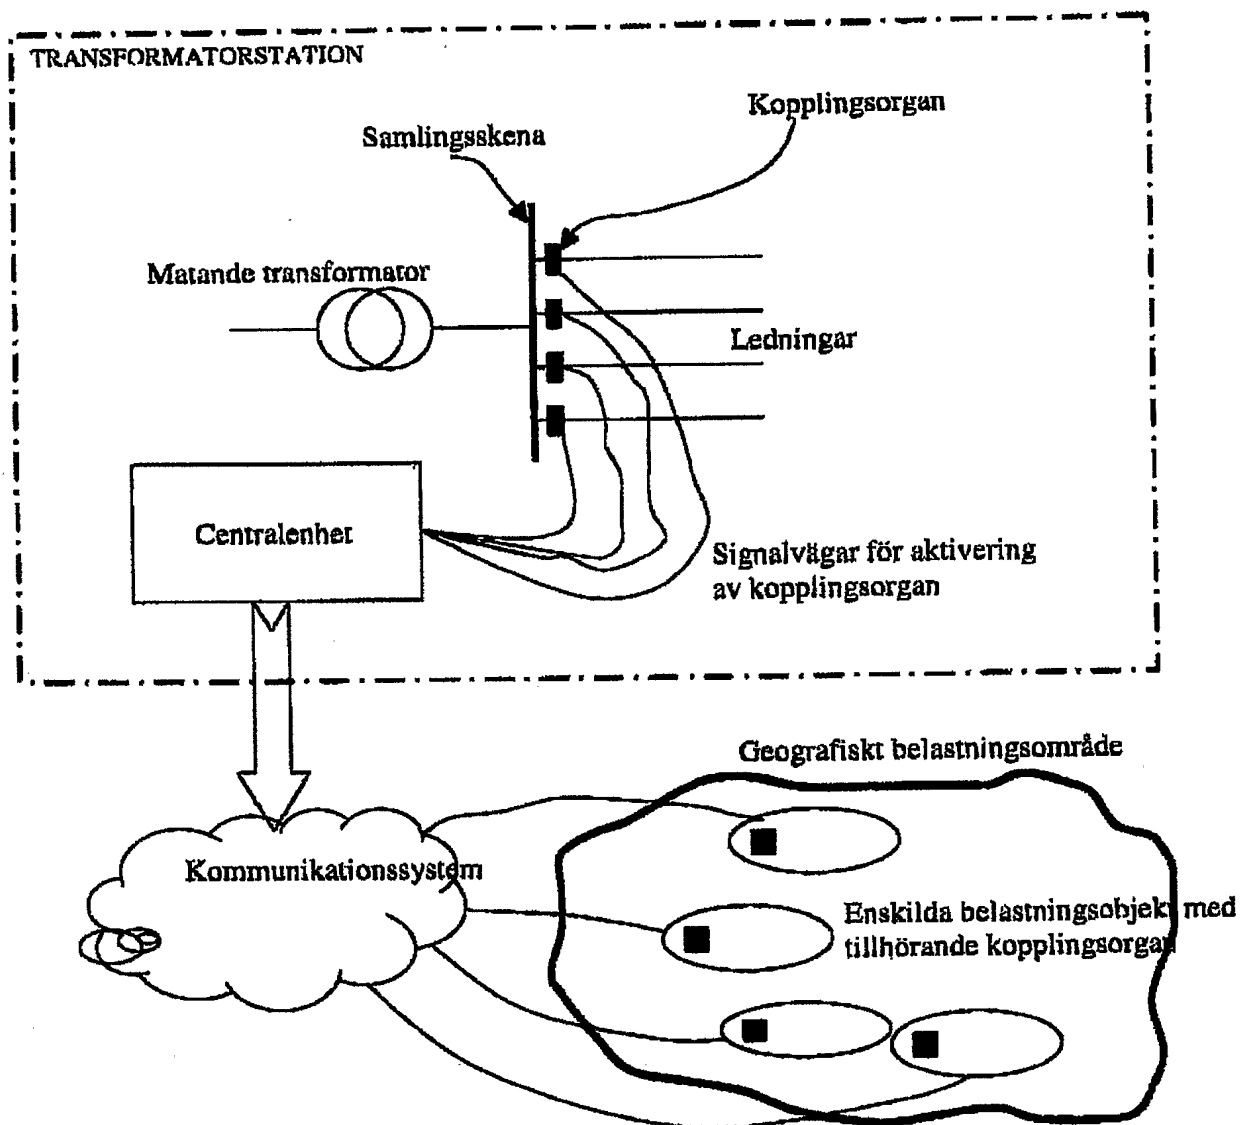 TRANSFORMATORSTATION
Kopplingsorgan
Samlingsskena
Matande transformator
Ledningar
Centralenhet
Signalvägar för aktivering
av kopplingsorgan
Geografiskt belastningsområde
Kommunikationssystem
Enskilda belastningsobjekt med
tillhörande kopplingsorgan